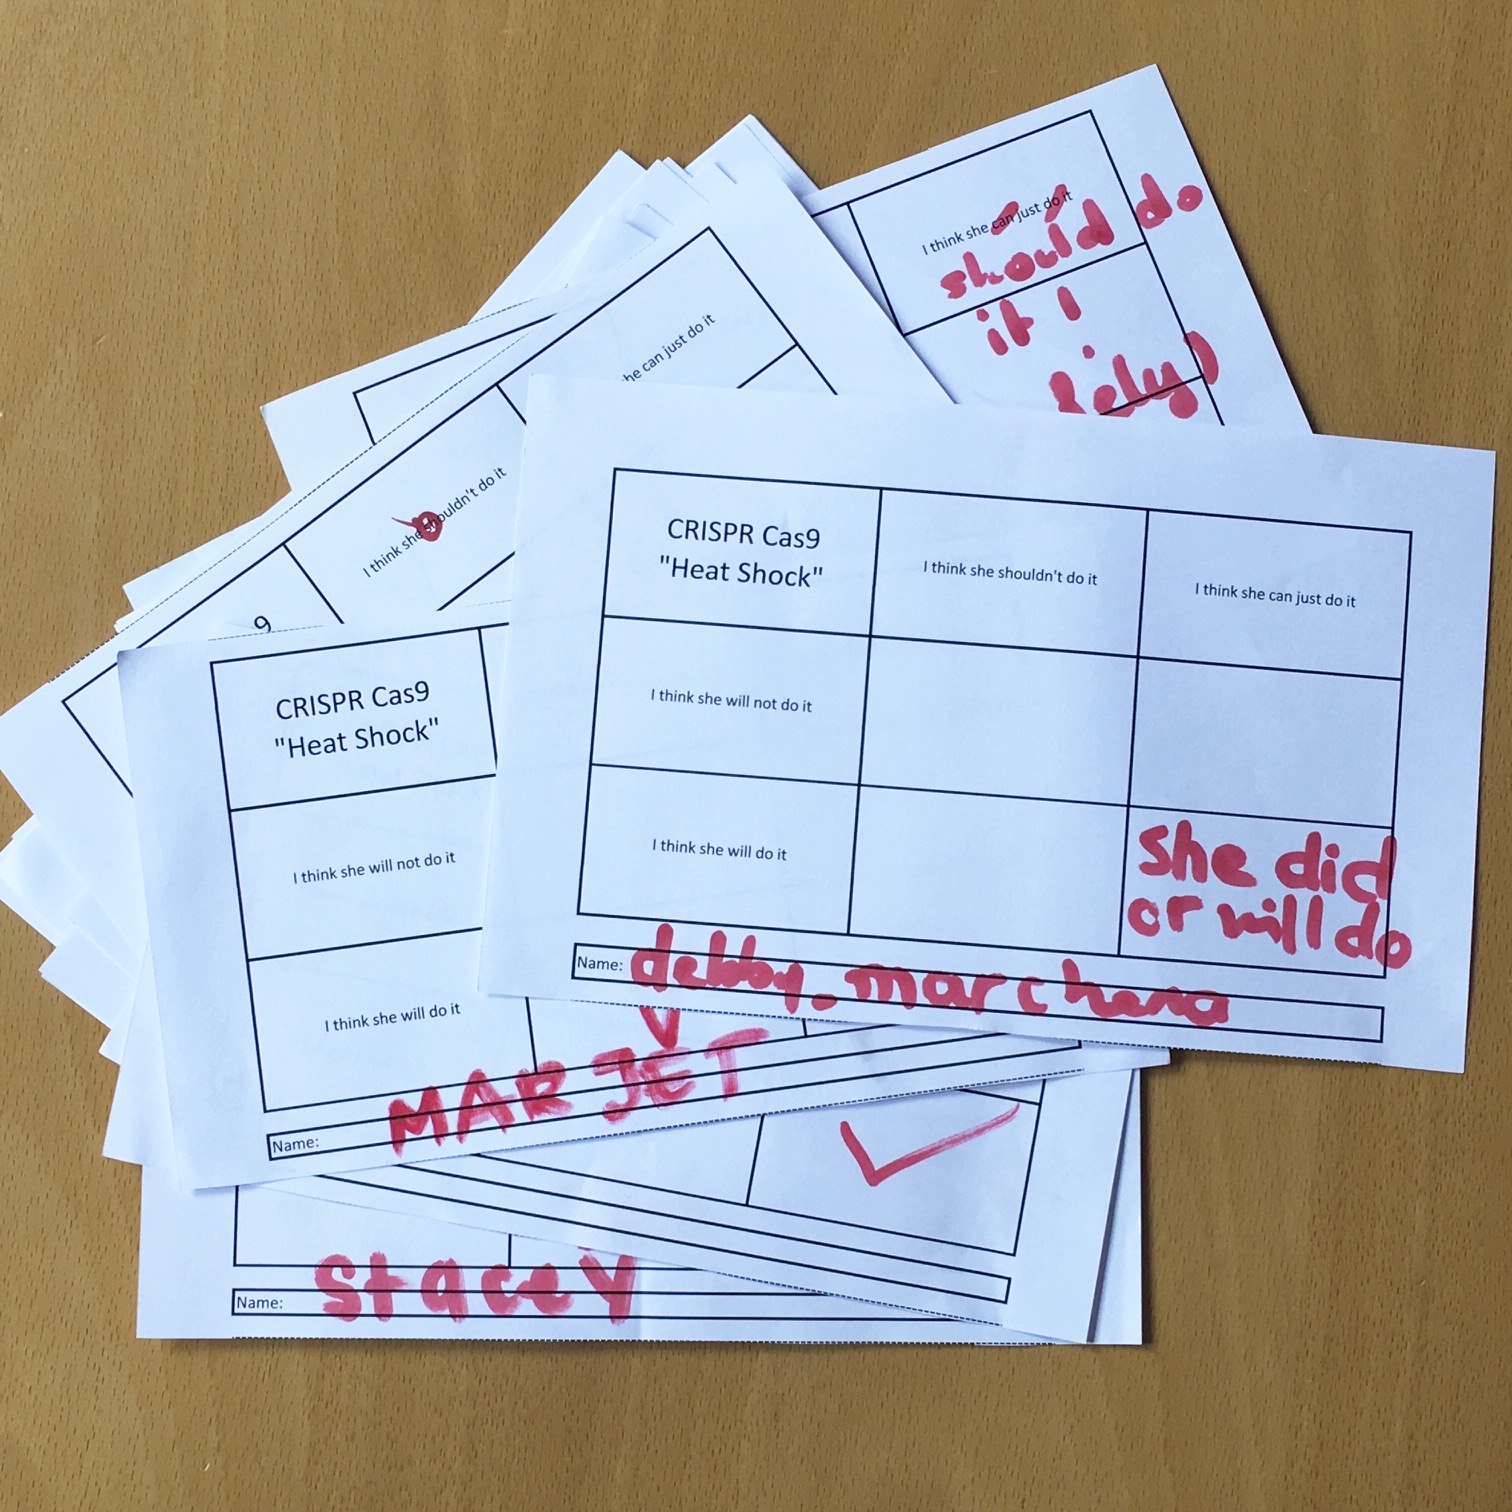 I think she can just do it
should do
it !
he can just do it
I think she shouldn't do it
9
CRISPR Cas9
"Heat Shock"
I think she shouldn't do it
I think she can just do it
I think she will not do it
I think she will do it
she did
or will do
Name: debby_marchena
CRISPR Cas9
"Heat Shock"
I think she will not do it
I think she will do it
Name: MARJET
Name: Stacey